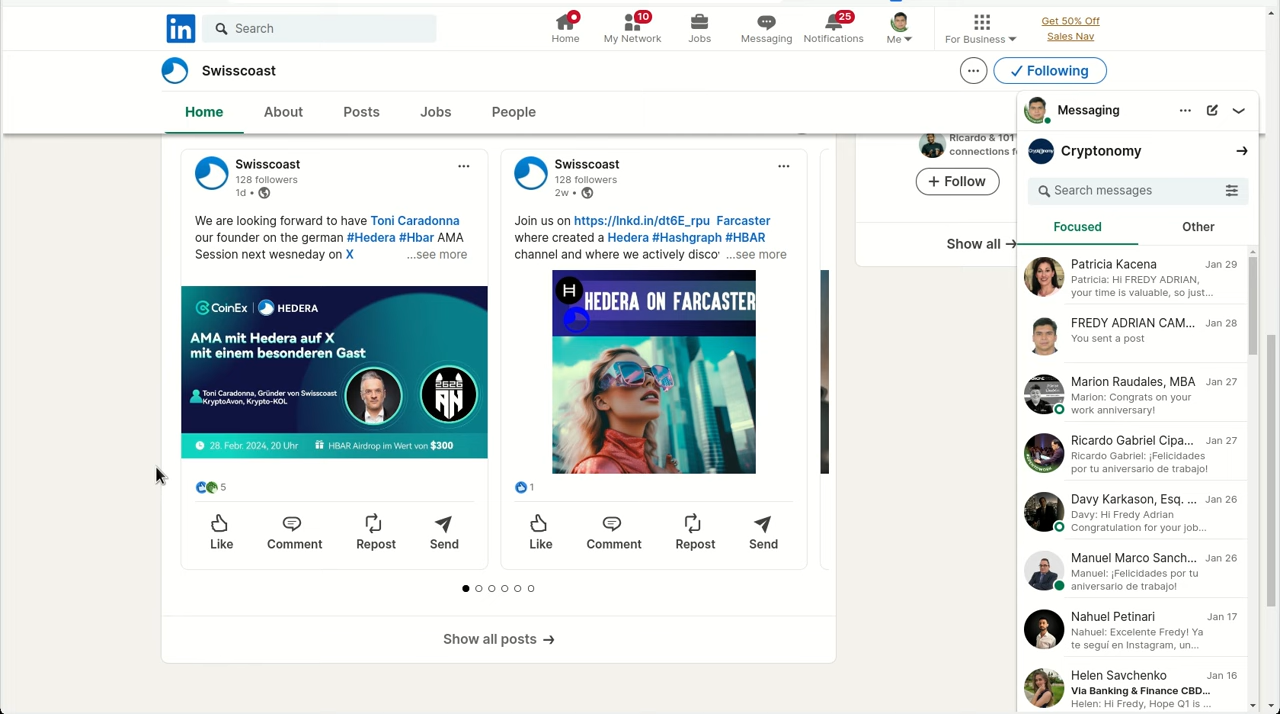 in
Search
Home
10
My Network
Jobs
Messaging
25
Notifications
Me
For Business
Get 50% Off
Sales Nav
Swisscoast
...
✓ Following
Home
About
Posts
Jobs
People
Swisscoast
128 followers
1d •
We are looking forward to have Toni Caradonna
our founder on the german #Hedera #Hbar AMA
Session next wesneday on X ...see more
CoinEx | HEDERA
AMA mit Hedera auf X
mit einem besonderen Gast
Toni Caradonna, Gründer von Swisscoast
KryptoAvon, Krypto-KOL
2626
AN
28. Febr. 2024, 20 Uhr
HBAR Airdrop im Wert von $300
5
Like
Comment
Repost
Send
Swisscoast
128 followers
2w •
Join us on https://lnkd.in/dt6E_rpu Farcaster
where created a Hedera #Hashgraph #HBAR
channel and where we actively disco ...see more
H
HEDERA ON FARCASTER
1
Like
Comment
Repost
Send
Show all posts →
Ricardo & 101
connections f
+ Follow
Show all →
Messaging
Cryptonomy
Search messages
Focused
Other
Patricia Kacena
Jan 29
Patricia: HI FREDY ADRIAN,
your time is valuable, so just...
FREDY ADRIAN CAM...
Jan 28
You sent a post
Marion Raudales, MBA
Jan 27
Marion: Congrats on your
work anniversary!
Ricardo Gabriel Cipa...
Jan 27
Ricardo Gabriel: ¡Felicidades
por tu aniversario de trabajo!
Davy Karkason, Esq. ...
Jan 26
Davy: Hi Fredy Adrian
Congratulation for your job...
Manuel Marco Sanch...
Jan 26
Manuel: ¡Felicidades por tu
aniversario de trabajo!
Nahuel Petinari
Jan 17
Nahuel: Excelente Fredy! Ya
te seguí en Instagram, un...
Helen Savchenko
Jan 16
Via Banking & Finance CBD...
Helen: Hi Fredy, Hope Q1 is ...